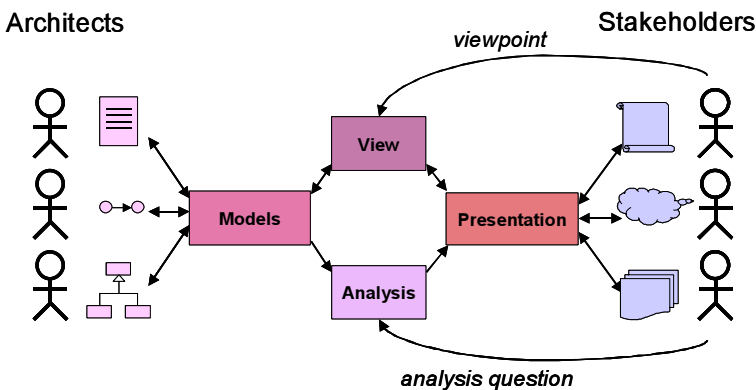 Architects
Stakeholders
viewpoint
View
Models
Presentation
Analysis
analysis question